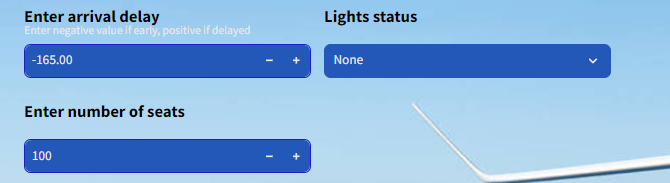 Enter arrival delay
Enter negative value if early, positive if delayed
-165.00 − +
Lights status
None
Enter number of seats
100 − +